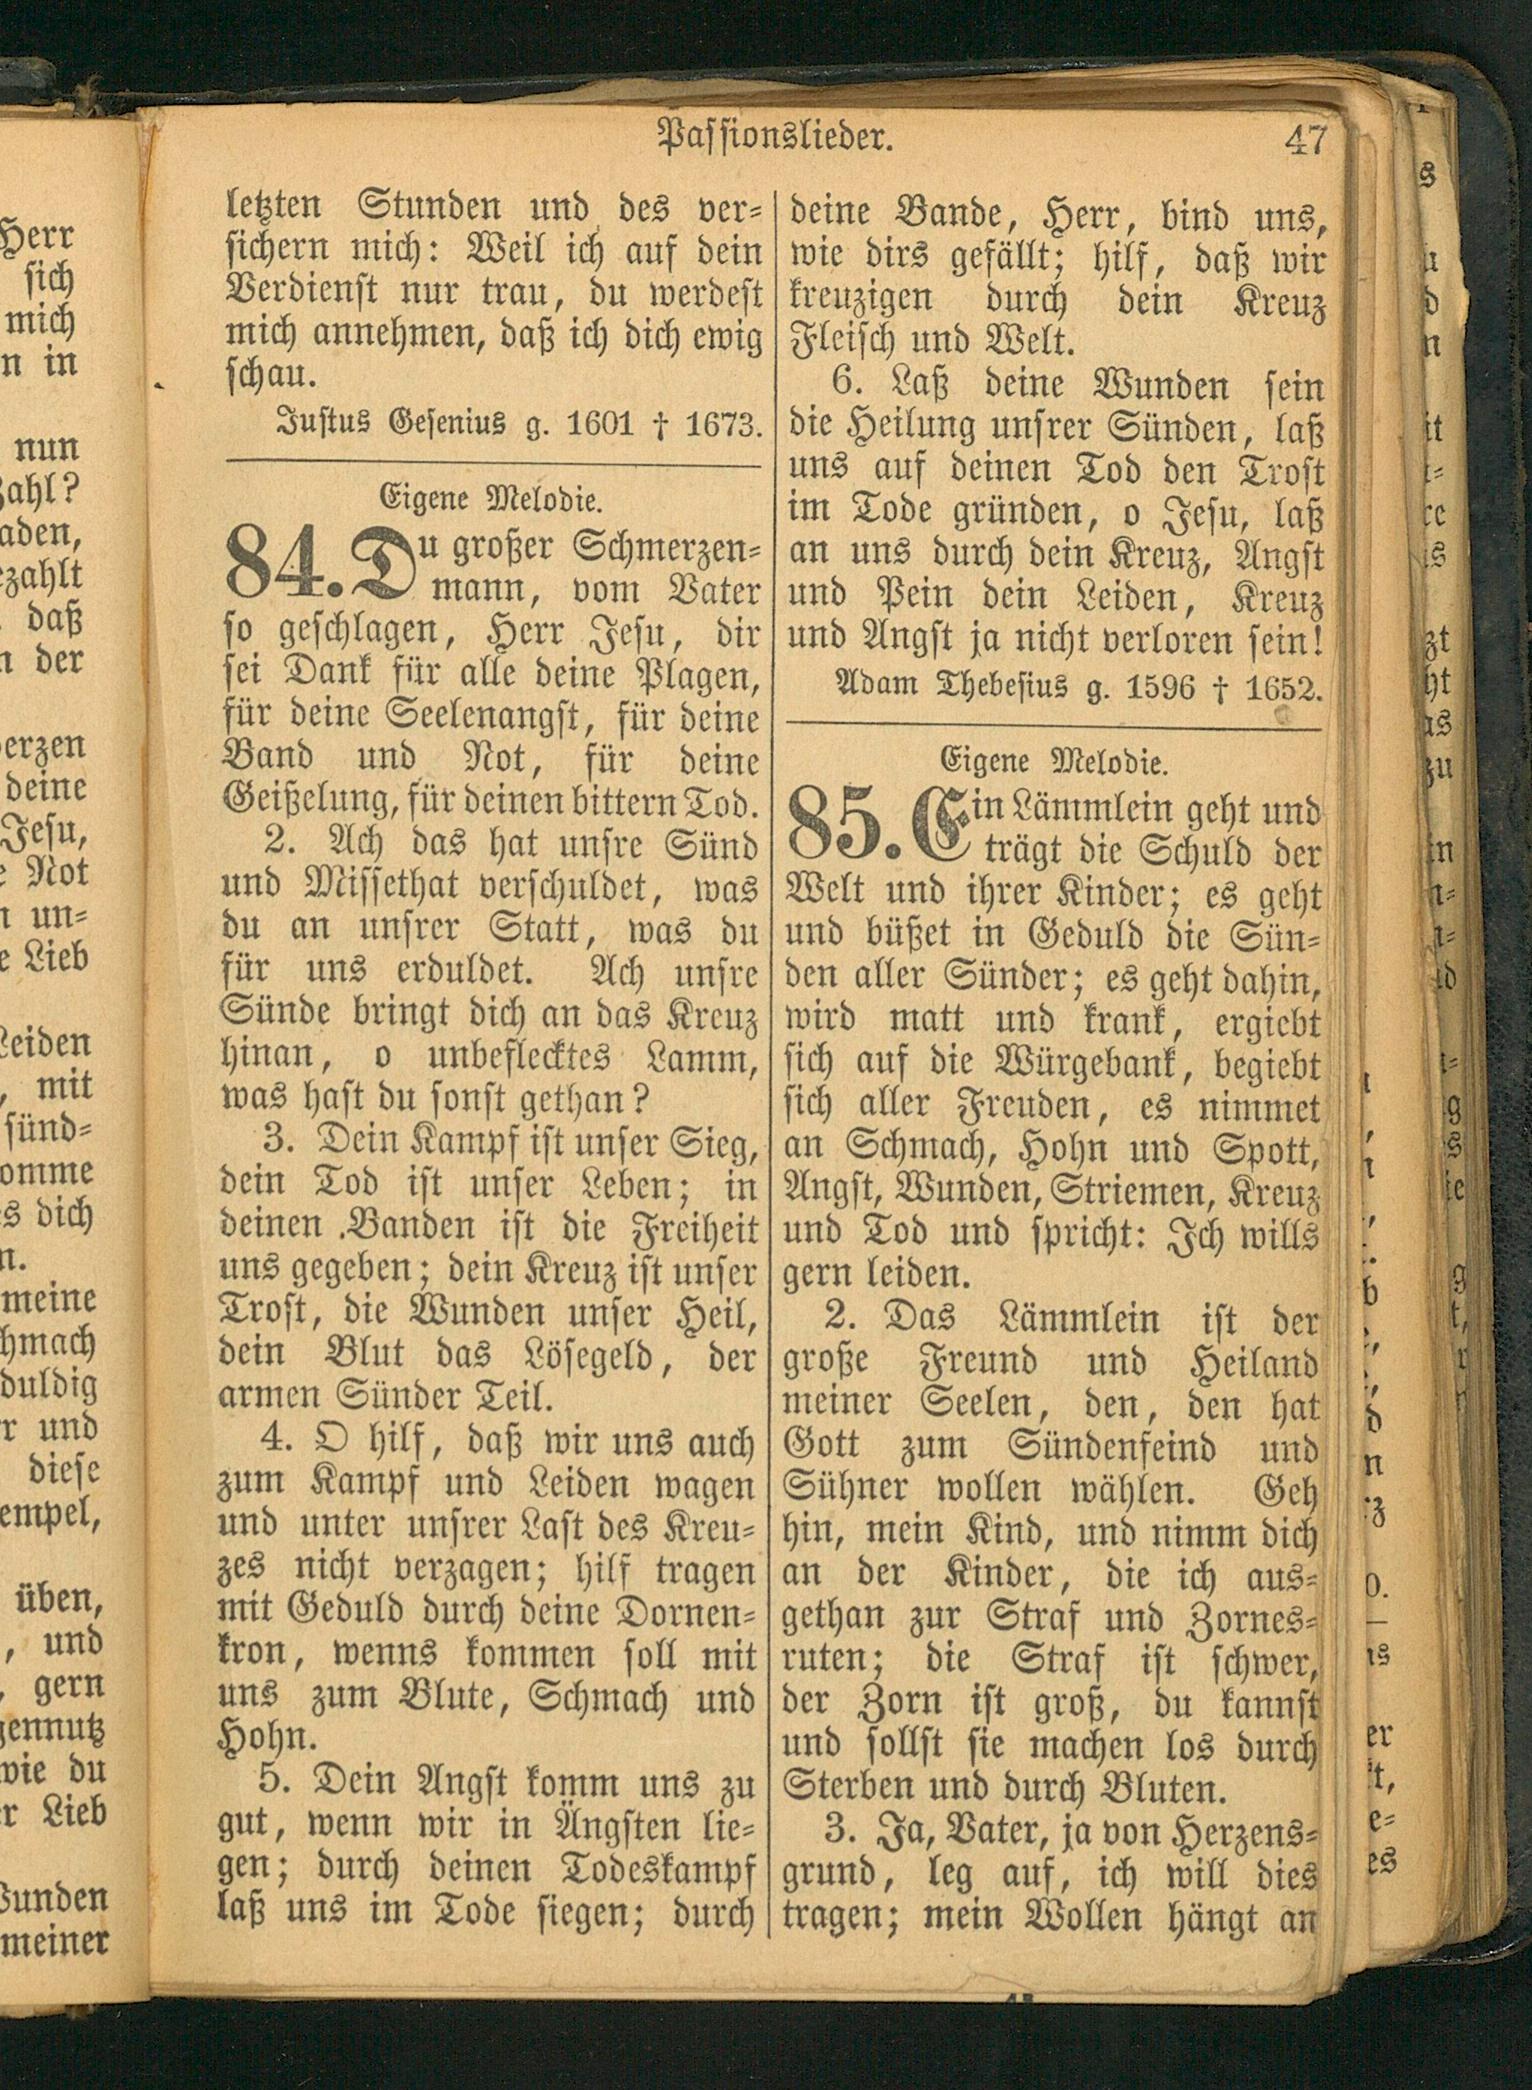 Passionslieder.
47
letzten Stunden und des ver-
sichern mich: Weil ich auf dein
Verdienst nur trau, du werdest
mich annehmen, daß ich dich ewig
schau.
Justus Gesenius g. 1601 † 1673.
Eigene Melodie.
84. Du großer Schmerzen-
mann, vom Vater
so geschlagen, Herr Jesu, dir
sei Dank für alle deine Plagen,
für deine Seelenangst, für deine
Band und Not, für deine
Geißelung, für deinen bittern Tod.
2. Ach das hat unsre Sünd
und Missethat verschuldet, was
du an unsrer Statt, was du
für uns erduldet. Ach unsre
Sünde bringt dich an das Kreuz
hinan, o unbeflecktes Lamm,
was hast du sonst gethan?
3. Dein Kampf ist unser Sieg,
dein Tod ist unser Leben; in
deinen Banden ist die Freiheit
uns gegeben; dein Kreuz ist unser
Trost, die Wunden unser Heil,
dein Blut das Lösegeld, der
armen Sünder Teil.
4. O hilf, daß wir uns auch
zum Kampf und Leiden wagen
und unter unsrer Last des Kreu-
zes nicht verzagen; hilf tragen
mit Geduld durch deine Dornen-
kron, wenns kommen soll mit
uns zum Blute, Schmach und
Hohn.
5. Dein Angst komm uns zu
gut, wenn wir in Ängsten lie-
gen; durch deinen Todeskampf
laß uns im Tode siegen; durch
deine Bande, Herr, bind uns,
wie dirs gefällt; hilf, daß wir
kreuzigen durch dein Kreuz
Fleisch und Welt.
6. Laß deine Wunden sein
die Heilung unsrer Sünden, laß
uns auf deinen Tod den Trost
im Tode gründen, o Jesu, laß
an uns durch dein Kreuz, Angst
und Pein dein Leiden, Kreuz
und Angst ja nicht verloren sein!
Adam Thebesius g. 1596 † 1652.
Eigene Melodie.
85. Ein Lämmlein geht und
trägt die Schuld der
Welt und ihrer Kinder; es geht
und büßet in Geduld die Sün-
den aller Sünder; es geht dahin,
wird matt und krank, ergiebt
sich auf die Würgebank, begiebt
sich aller Freuden, es nimmet
an Schmach, Hohn und Spott,
Angst, Wunden, Striemen, Kreuz
und Tod und spricht: Ich wills
gern leiden.
2. Das Lämmlein ist der
große Freund und Heiland
meiner Seelen, den, den hat
Gott zum Sündenfeind und
Sühner wollen wählen. Geh
hin, mein Kind, und nimm dich
an der Kinder, die ich aus-
gethan zur Straf und Zornes-
ruten; die Straf ist schwer,
der Zorn ist groß, du kannst
und sollst sie machen los durch
Sterben und durch Bluten.
3. Ja, Vater, ja von Herzens-
grund, leg auf, ich will dies
tragen; mein Wollen hängt an